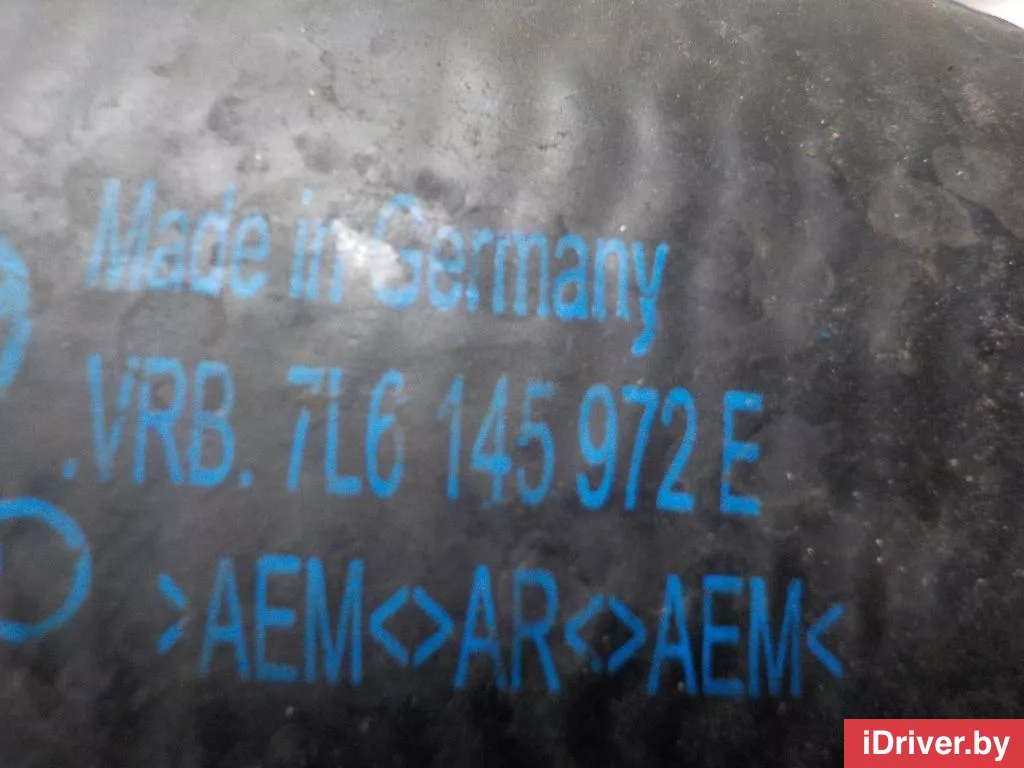 Made in Germany
.VRB. 7L6 145 972 E
>AEM<>AR<>AEM<
iDriver.by